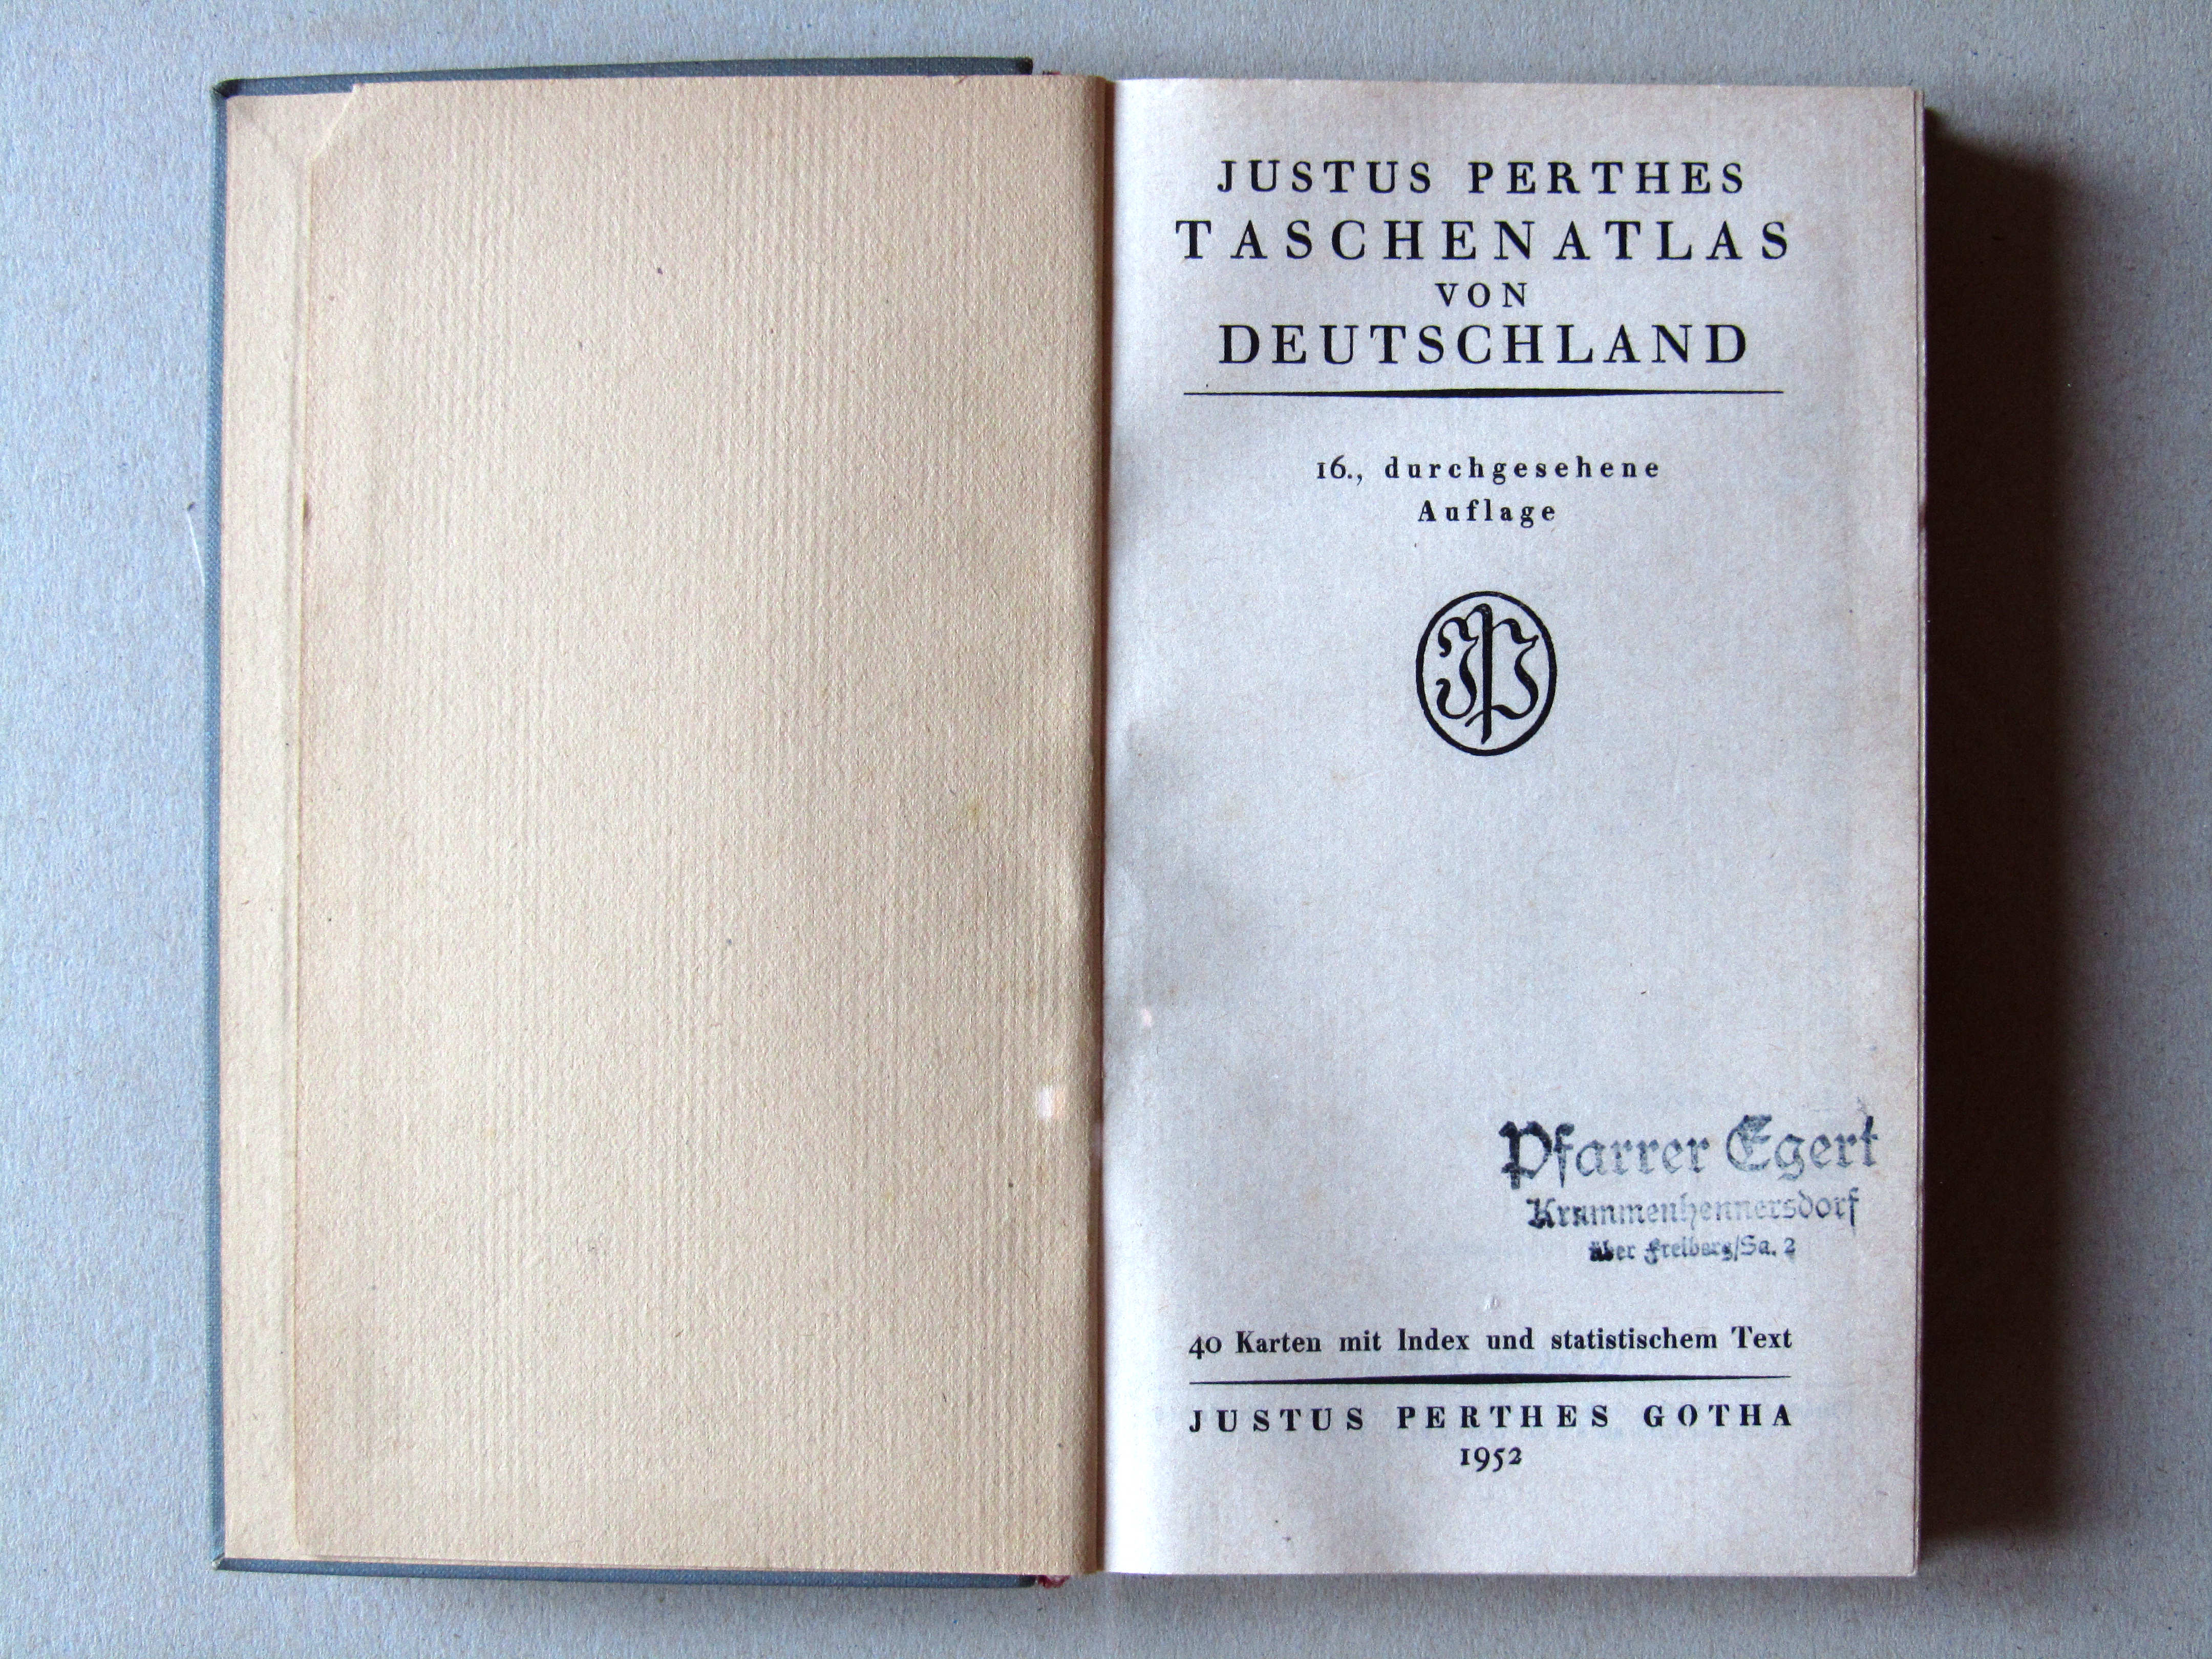 JUSTUS PERTHES
TASCHENATLAS
VON
DEUTSCHLAND
16., durchgesehene
Auflage
JP
Pfarrer Egert
Krummenhennersdorf
über Freiberg/Sa. 2
40 Karten mit Index und statistischem Text
JUSTUS PERTHES GOTHA
1952